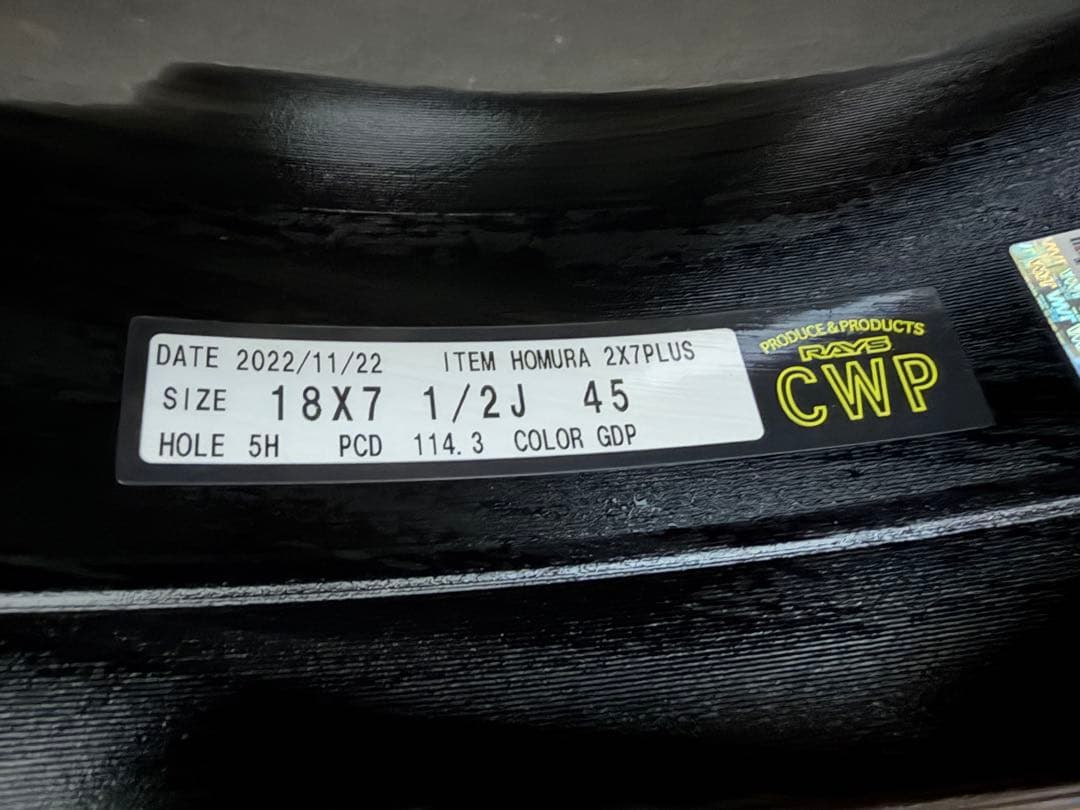 DATE 2022/11/22 ITEM HOMURA 2X7PLUS
SIZE 18X7 1/2J 45
HOLE 5H PCD 114.3 COLOR GDP
PRODUCE&PRODUCTS
RAYS
CWP